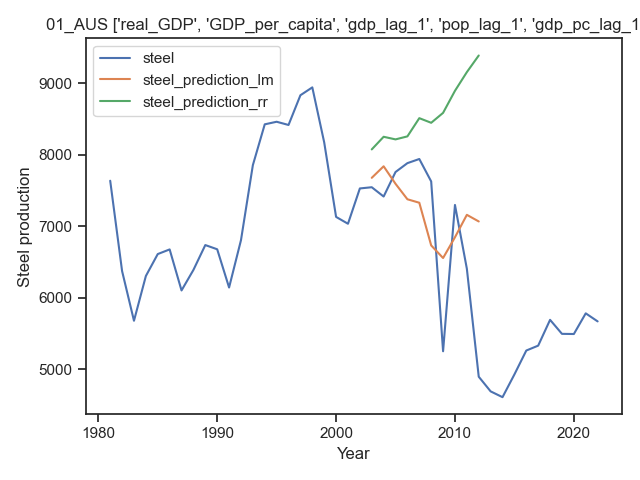 01_AUS ['real_GDP', 'GDP_per_capita', 'gdp_lag_1', 'pop_lag_1', 'gdp_pc_lag_1
steel
steel_prediction_lm
steel_prediction_rr
9000
8000
7000
6000
5000
Steel production
1980
1990
2000
2010
2020
Year